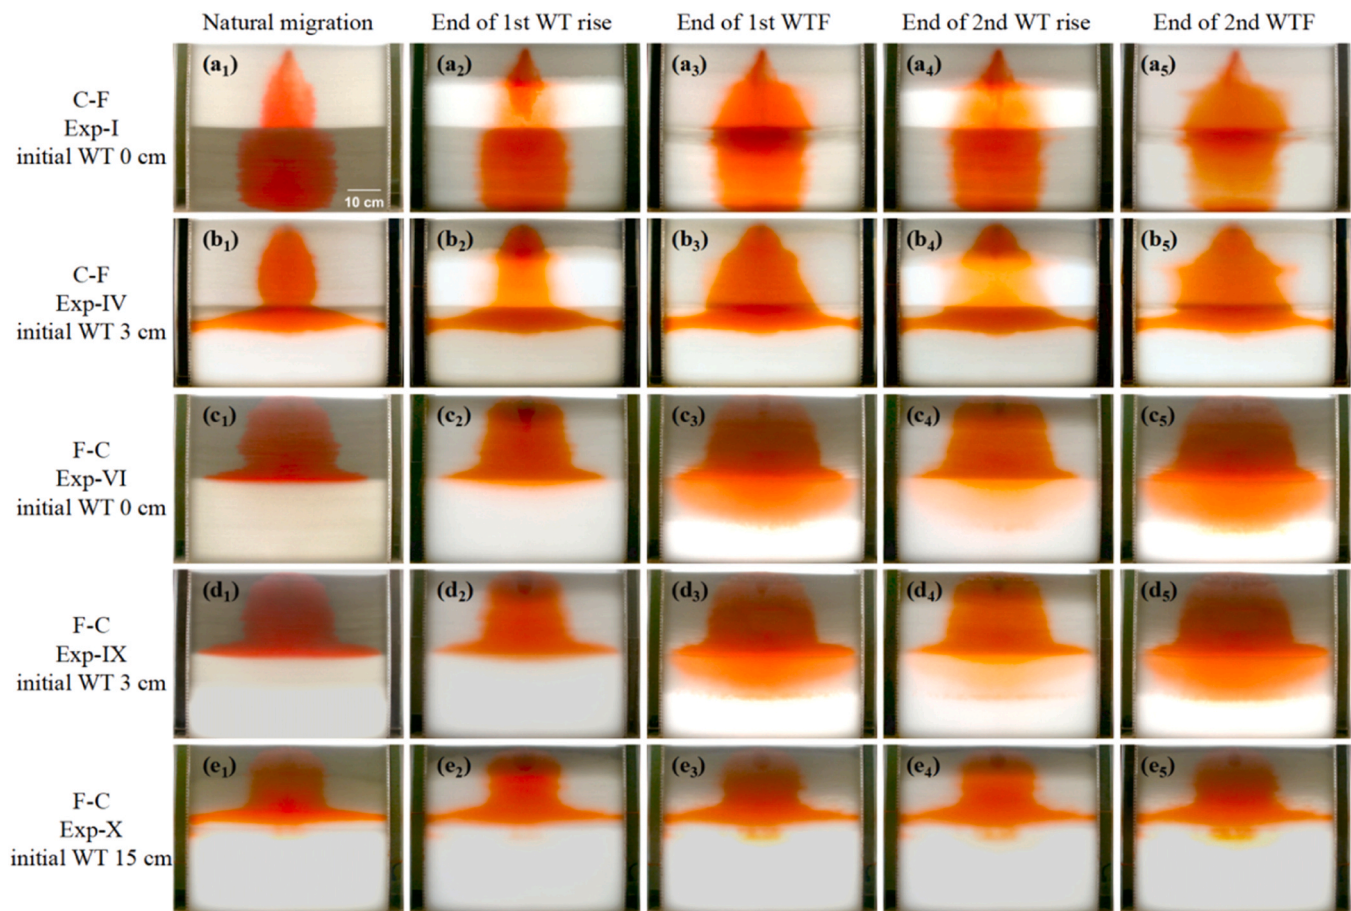 Natural migration End of 1st WT rise End of 1st WTF End of 2nd WT rise End of 2nd WTF
C-F
Exp-I
initial WT 0 cm
(a₁) (a₂) (a₃) (a₄) (a₅)
10 cm
C-F
Exp-IV
initial WT 3 cm
(b₁) (b₂) (b₃) (b₄) (b₅)
F-C
Exp-VI
initial WT 0 cm
(c₁) (c₂) (c₃) (c₄) (c₅)
F-C
Exp-IX
initial WT 3 cm
(d₁) (d₂) (d₃) (d₄) (d₅)
F-C
Exp-X
initial WT 15 cm
(e₁) (e₂) (e₃) (e₄) (e₅)